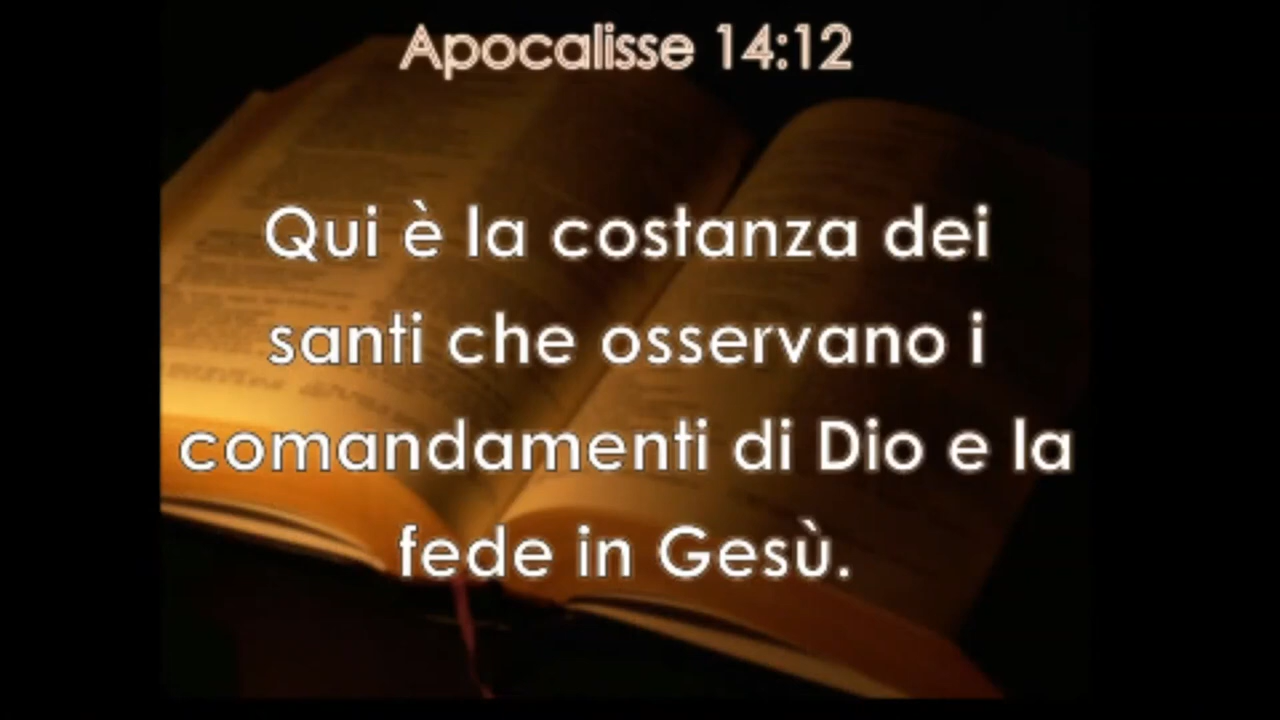 Apocalisse 14:12
Qui è la costanza dei
santi che osservano i
comandamenti di Dio e la
fede in Gesù.